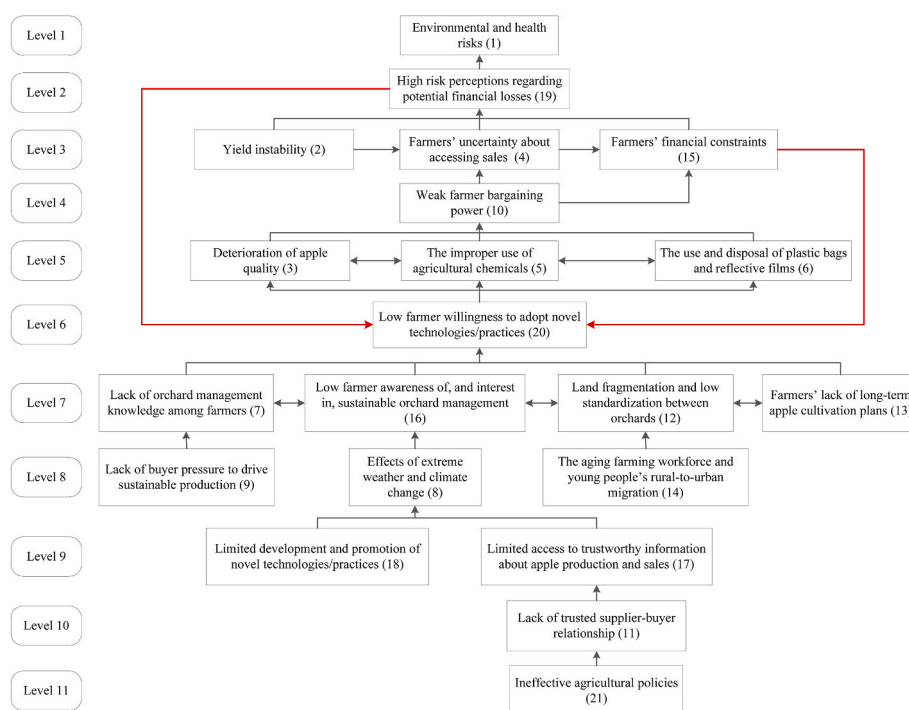 Level 1
Environmental and health
risks (1)
Level 2
High risk perceptions regarding
potential financial losses (19)
Level 3
Yield instability (2)
Farmers’ uncertainty about
accessing sales (4)
Farmers’ financial constraints
(15)
Level 4
Weak farmer bargaining
power (10)
Level 5
Deterioration of apple
quality (3)
The improper use of
agricultural chemicals (5)
The use and disposal of plastic bags
and reflective films (6)
Level 6
Low farmer willingness to adopt novel
technologies/practices (20)
Level 7
Lack of orchard management
knowledge among farmers (7)
Low farmer awareness of, and interest
in, sustainable orchard management
(16)
Land fragmentation and low
standardization between
orchards (12)
Farmers’ lack of long-term
apple cultivation plans (13)
Level 8
Lack of buyer pressure to drive
sustainable production (9)
Effects of extreme
weather and climate
change (8)
The aging farming workforce and
young people’s rural-to-urban
migration (14)
Level 9
Limited development and promotion of
novel technologies/practices (18)
Limited access to trustworthy information
about apple production and sales (17)
Level 10
Lack of trusted supplier-buyer
relationship (11)
Level 11
Ineffective agricultural policies
(21)